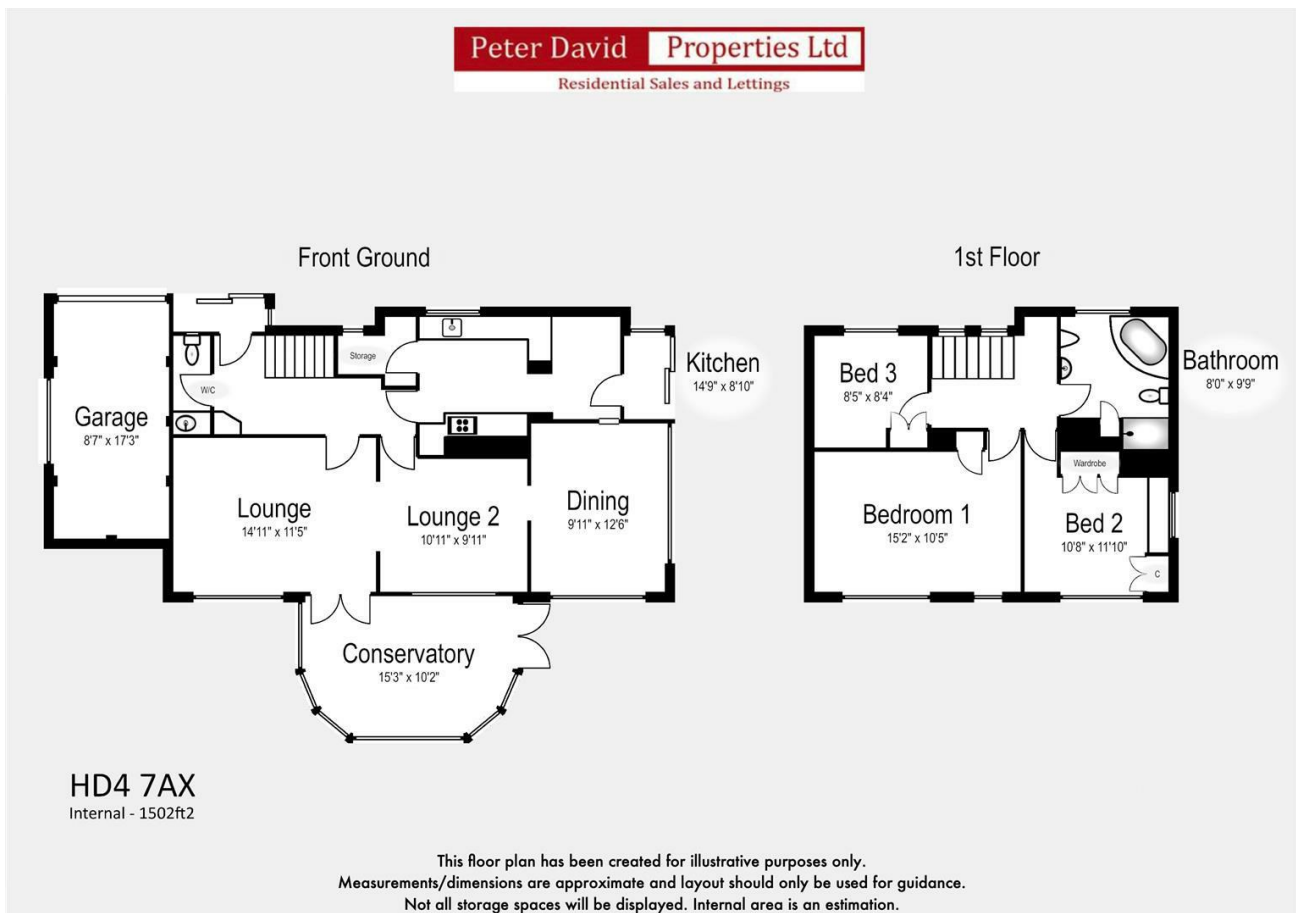 Peter David Properties Ltd
Residential Sales and Lettings
Front Ground
1st Floor
Storage
Kitchen
14'9" x 8'10"
W/C
Garage
8'7" x 17'3"
Lounge
14'11" x 11'5"
Lounge 2
10'11" x 9'11"
Dining
9'11" x 12'6"
Conservatory
15'3" x 10'2"
Bed 3
8'5" x 8'4"
Bathroom
8'0" x 9'9"
Wardrobe
Bedroom 1
15'2" x 10'5"
Bed 2
10'8" x 11'10"
C
HD4 7AX
Internal - 1502ft2
This floor plan has been created for illustrative purposes only.
Measurements/dimensions are approximate and layout should only be used for guidance.
Not all storage spaces will be displayed. Internal area is an estimation.